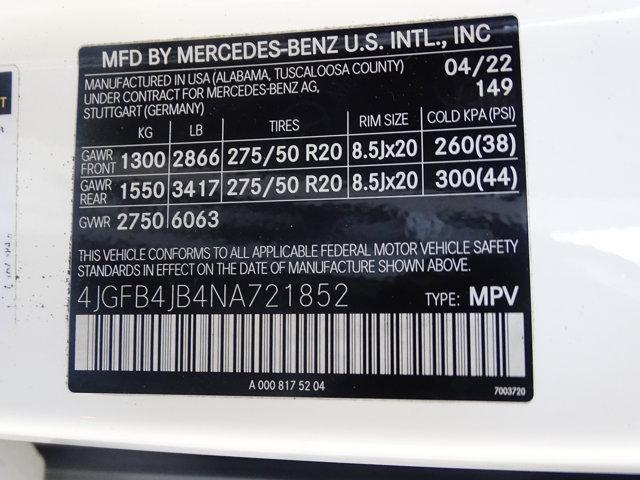 MFD BY MERCEDES-BENZ U.S. INTL., INC
MANUFACTURED IN USA (ALABAMA, TUSCALOOSA COUNTY) 04/22
UNDER CONTRACT FOR MERCEDES-BENZ AG, 149
STUTTGART (GERMANY)
KG LB TIRES RIM SIZE COLD KPA (PSI)
GAWR FRONT 1300 2866 275/50 R20 8.5Jx20 260(38)
GAWR REAR 1550 3417 275/50 R20 8.5Jx20 300(44)
GVWR 2750 6063
THIS VEHICLE CONFORMS TO ALL APPLICABLE FEDERAL MOTOR VEHICLE SAFETY
STANDARDS IN EFFECT ON THE DATE OF MANUFACTURE SHOWN ABOVE.
4JGFB4JB4NA721852 TYPE: MPV
A 000 817 52 04
7003720